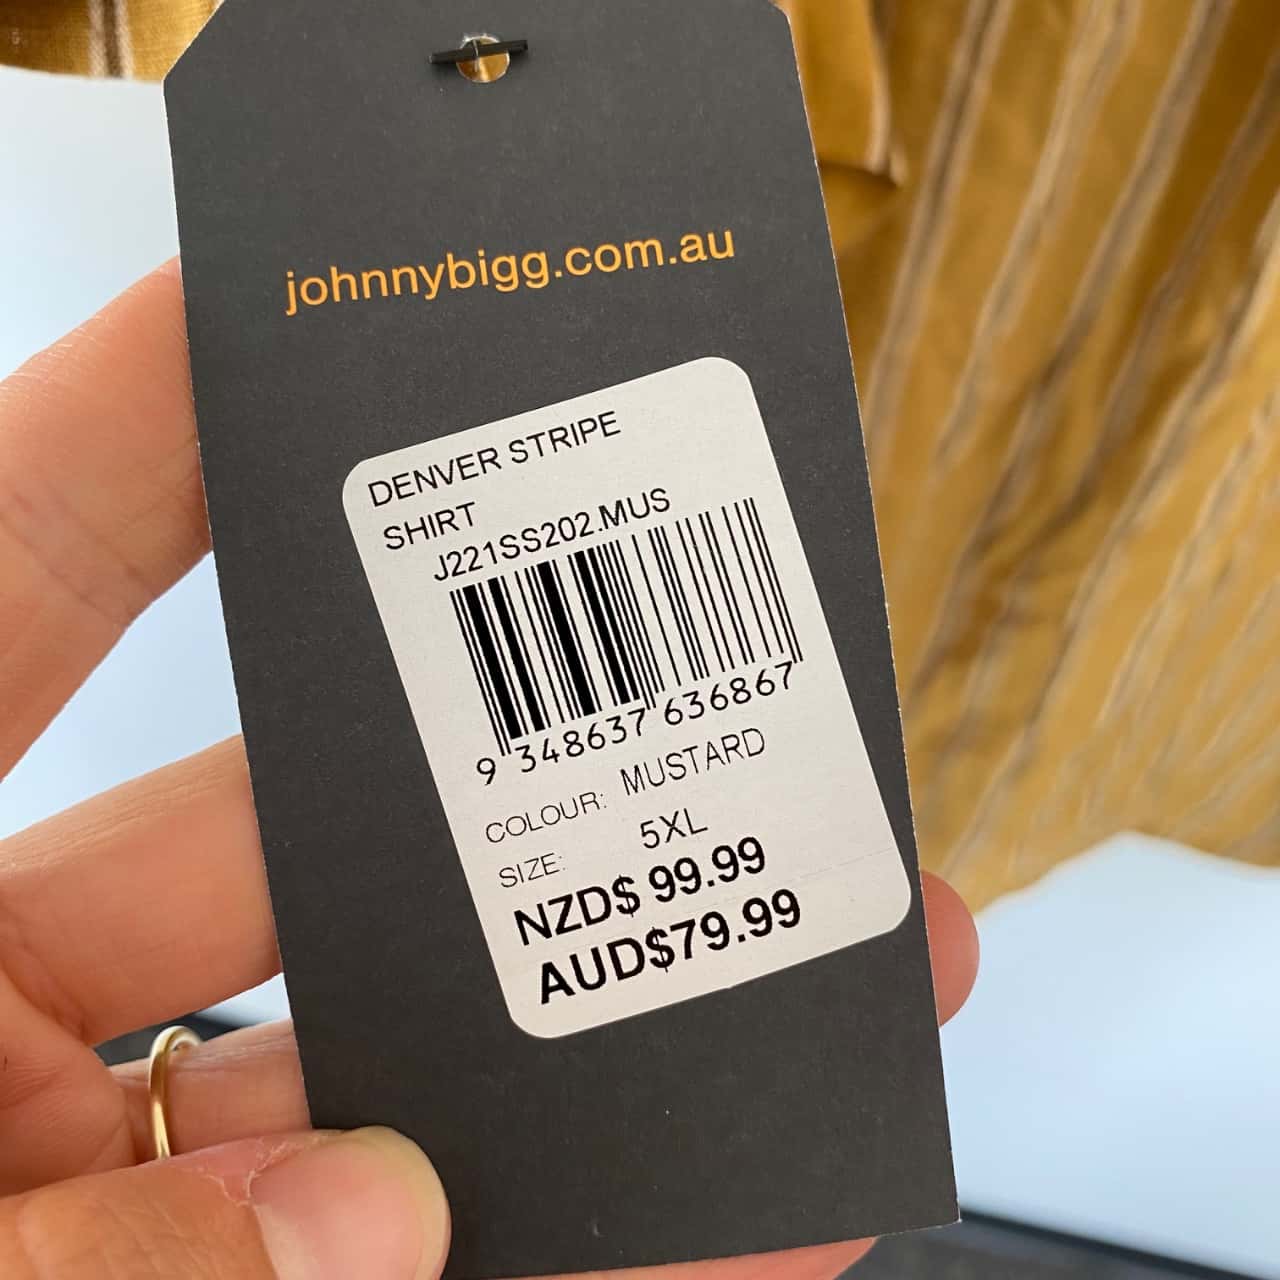 johnnybigg.com.au
DENVER STRIPE
SHIRT
J221SS202.MUS
9 348637 636867
COLOUR: MUSTARD
SIZE: 5XL
NZD$ 99.99
AUD$79.99